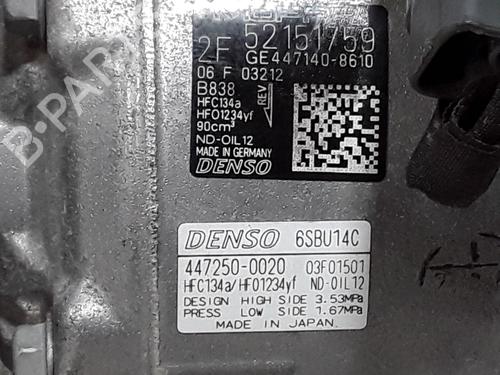 2F 52151759
GE447140-8610
06 F 03212
B838
REV
HFC134a
HFO1234yf
90cm³
ND-OIL12
MADE IN GERMANY
DENSO
DENSO 6SBU14C
447250-0020 03F01501
HFC134a/HFO1234yf ND-OIL12
DESIGN HIGH SIDE 3.53MPa
PRESS LOW SIDE 1.67MPa
MADE IN JAPAN.
B-PARTS